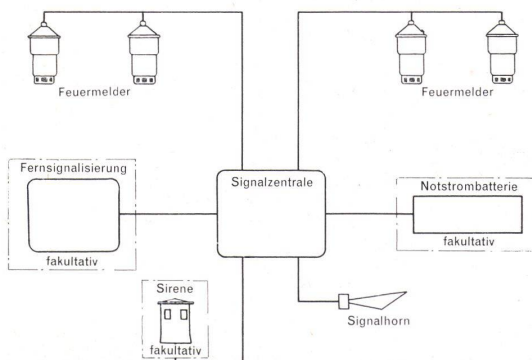 Feuermelder
Feuermelder
Fernsignalisierung
Signalzentrale
Notstrombatterie
fakultativ
fakultativ
Sirene
Signalhorn
fakultativ